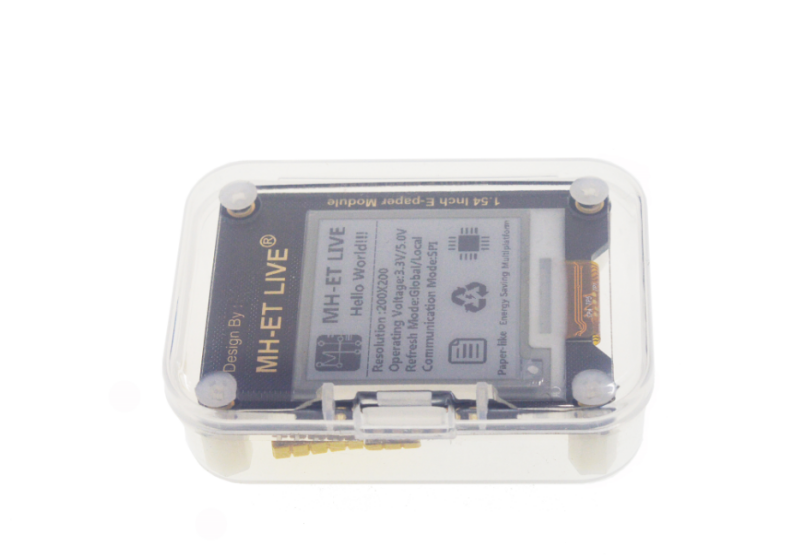 1.54 Inch E-paper Module
Design By :
MH-ET LIVE®
MH-ET LIVE
Hello World!!!
Resolution :200X200
Operating Voltage:3.3V/5.0V
Refresh Mode:Global/Local
Communication Mode:SPI
Paper-like Energy Saving Multiplatform